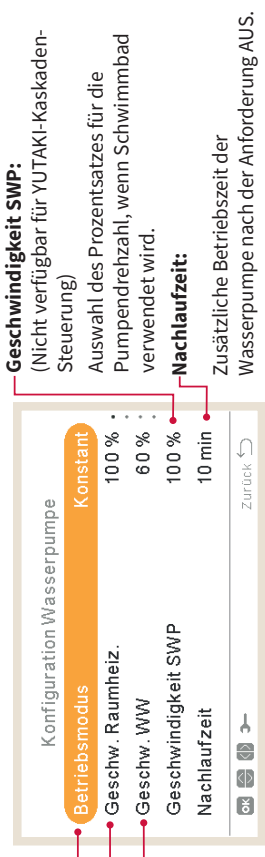 Geschwindigkeit SWP:
(Nicht verfügbar für YUTAKI-Kaskaden-
Steuerung)
Auswahl des Prozentsatzes für die
Pumpendrehzahl, wenn Schwimmbad
verwendet wird.
Nachlaufzeit:
Zusätzliche Betriebszeit der
Wasserpumpe nach der Anforderung AUS.
Konfiguration Wasserpumpe
Betriebsmodus Konstant
Geschw. Raumheiz. 100 %
Geschw. WW 60 %
Geschwindigkeit SWP 100 %
Nachlaufzeit 10 min
OK Zurück